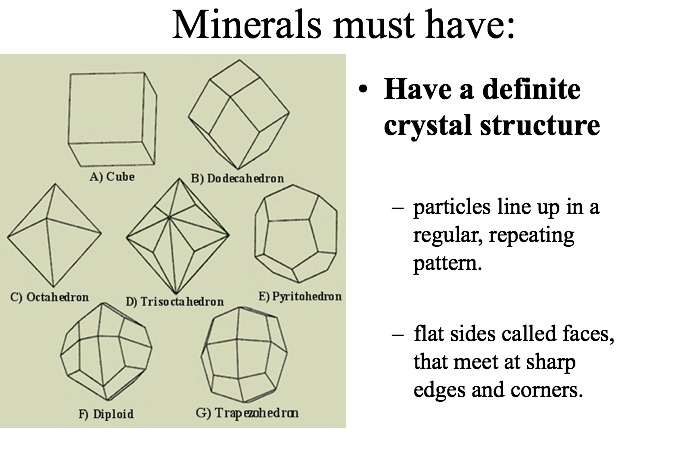 Minerals must have:
• Have a definite
crystal structure
– particles line up in a
regular, repeating
pattern.
– flat sides called faces,
that meet at sharp
edges and corners.
A) Cube
B) Dodecahedron
C) Octahedron
D) Trisoctahedron
E) Pyritohedron
F) Diploid
G) Trapezohedron